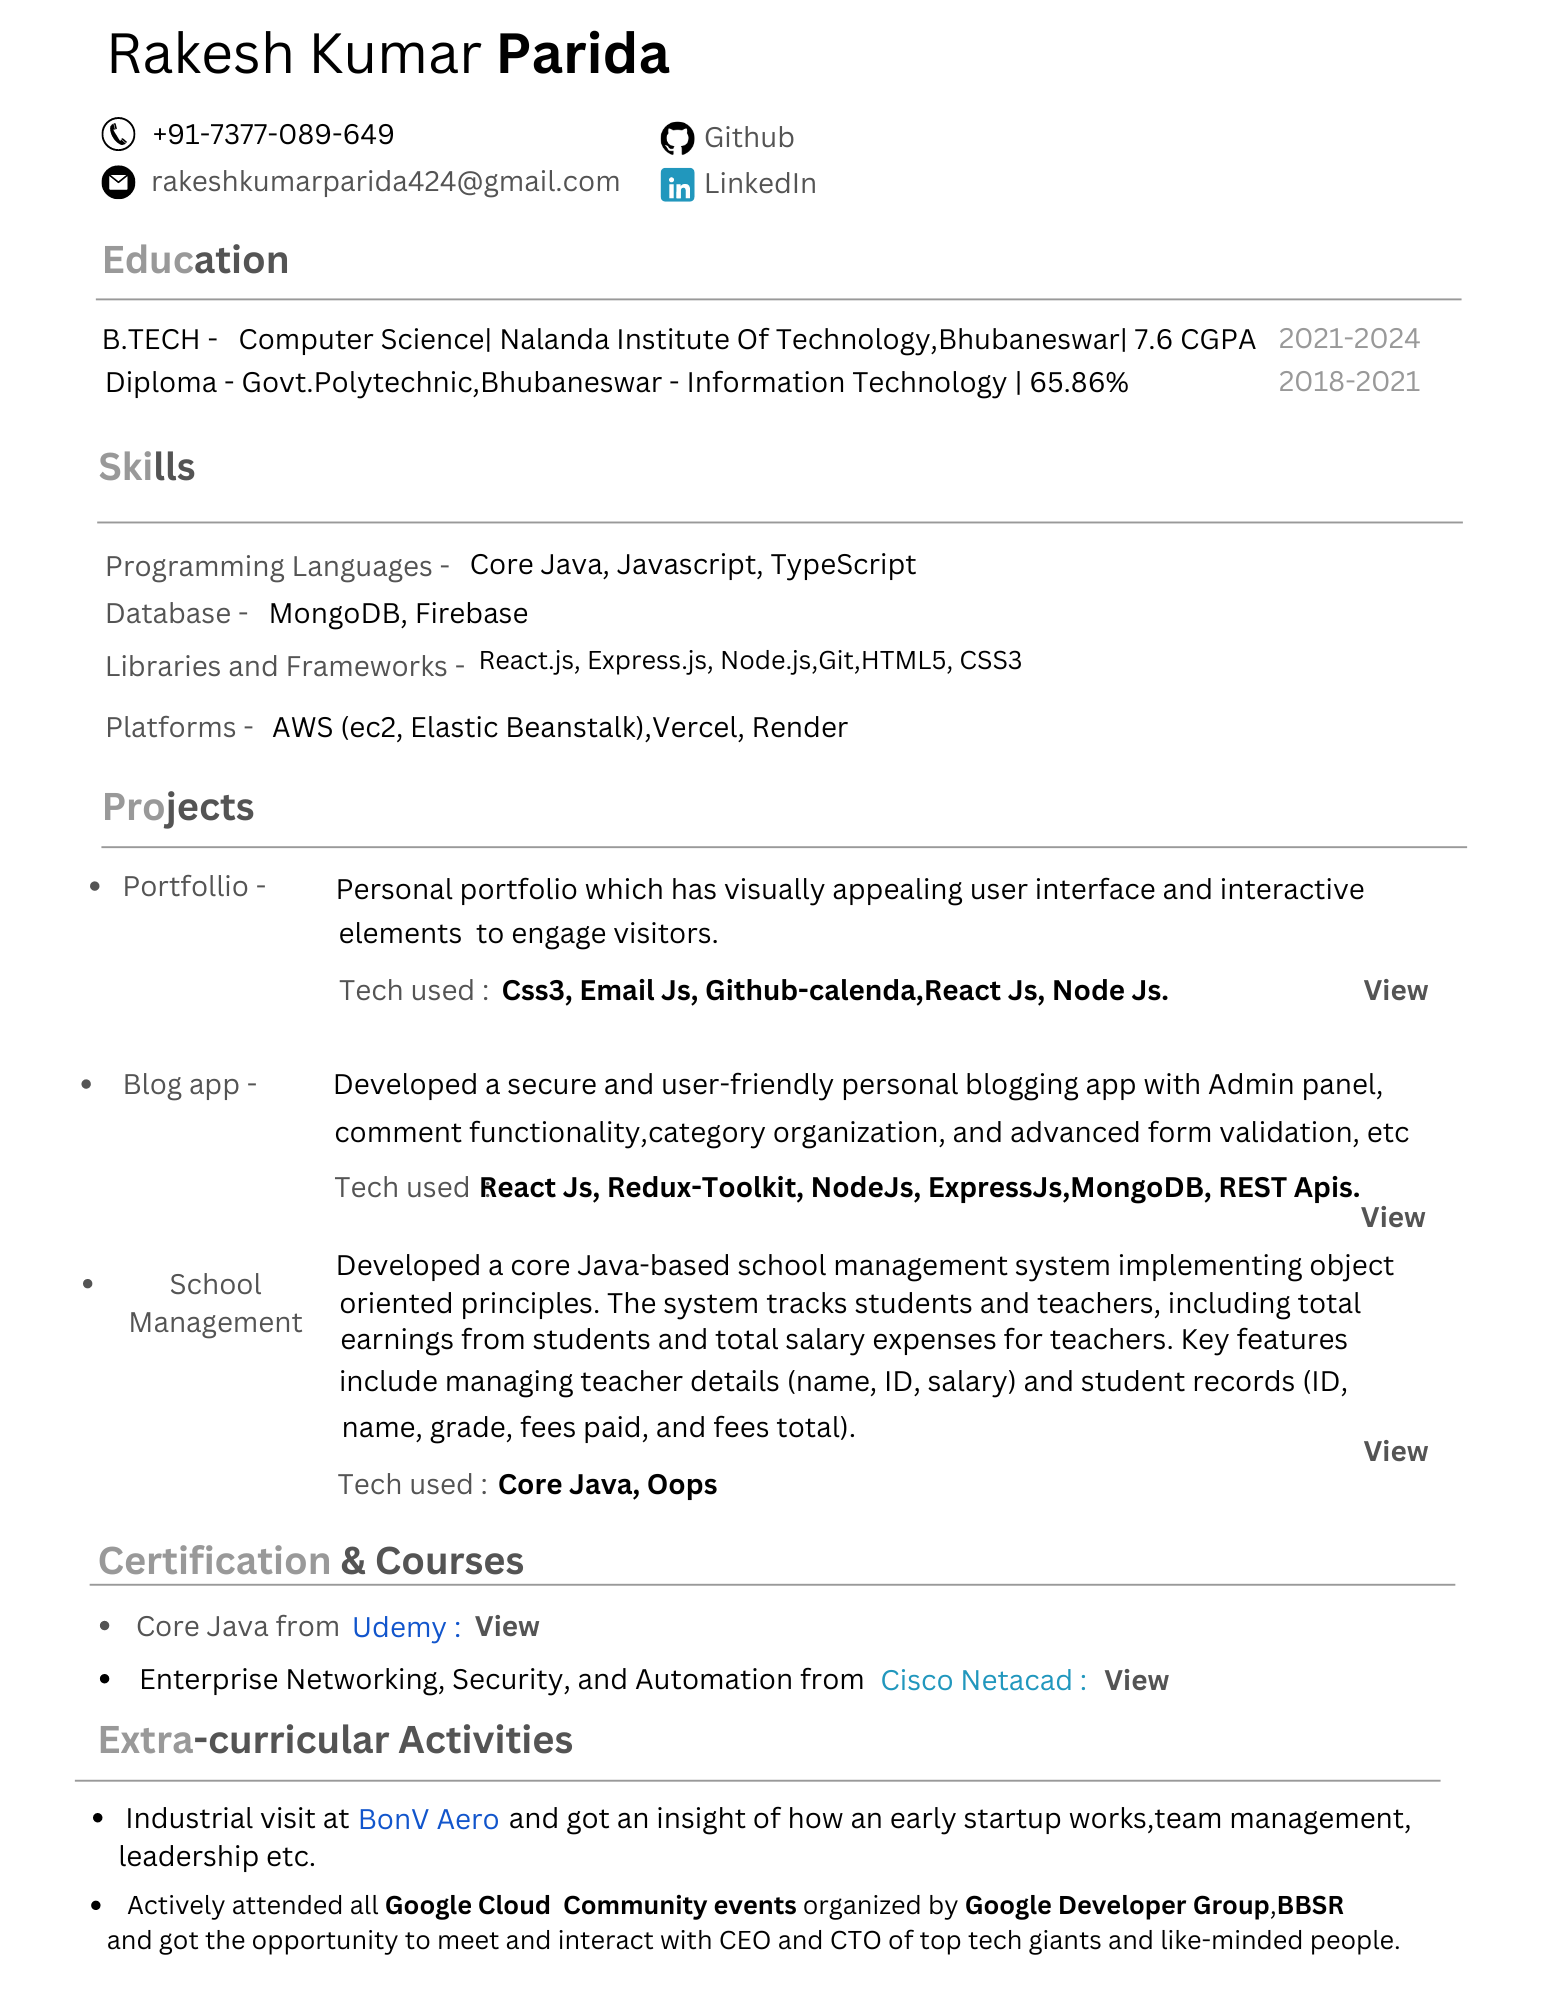 Rakesh Kumar Parida
+91-7377-089-649
Github
rakeshkumarparida424@gmail.com
LinkedIn
Education
B.TECH - Computer Science| Nalanda Institute Of Technology,Bhubaneswar| 7.6 CGPA 2021-2024
Diploma - Govt.Polytechnic,Bhubaneswar - Information Technology | 65.86% 2018-2021
Skills
Programming Languages - Core Java, Javascript, TypeScript
Database - MongoDB, Firebase
Libraries and Frameworks - React.js, Express.js, Node.js,Git,HTML5, CSS3
Platforms - AWS (ec2, Elastic Beanstalk),Vercel, Render
Projects
• Portfollio - Personal portfolio which has visually appealing user interface and interactive
elements to engage visitors.
Tech used : Css3, Email Js, Github-calenda,React Js, Node Js. View
• Blog app - Developed a secure and user-friendly personal blogging app with Admin panel,
comment functionality,category organization, and advanced form validation, etc
Tech used : React Js, Redux-Toolkit, NodeJs, ExpressJs,MongoDB, REST Apis.
View
• School Management
Developed a core Java-based school management system implementing object
oriented principles. The system tracks students and teachers, including total
earnings from students and total salary expenses for teachers. Key features
include managing teacher details (name, ID, salary) and student records (ID,
name, grade, fees paid, and fees total).
View
Tech used : Core Java, Oops
Certification & Courses
• Core Java from Udemy : View
• Enterprise Networking, Security, and Automation from Cisco Netacad : View
Extra-curricular Activities
• Industrial visit at BonV Aero and got an insight of how an early startup works,team management,
leadership etc.
• Actively attended all Google Cloud Community events organized by Google Developer Group,BBSR
and got the opportunity to meet and interact with CEO and CTO of top tech giants and like-minded people.